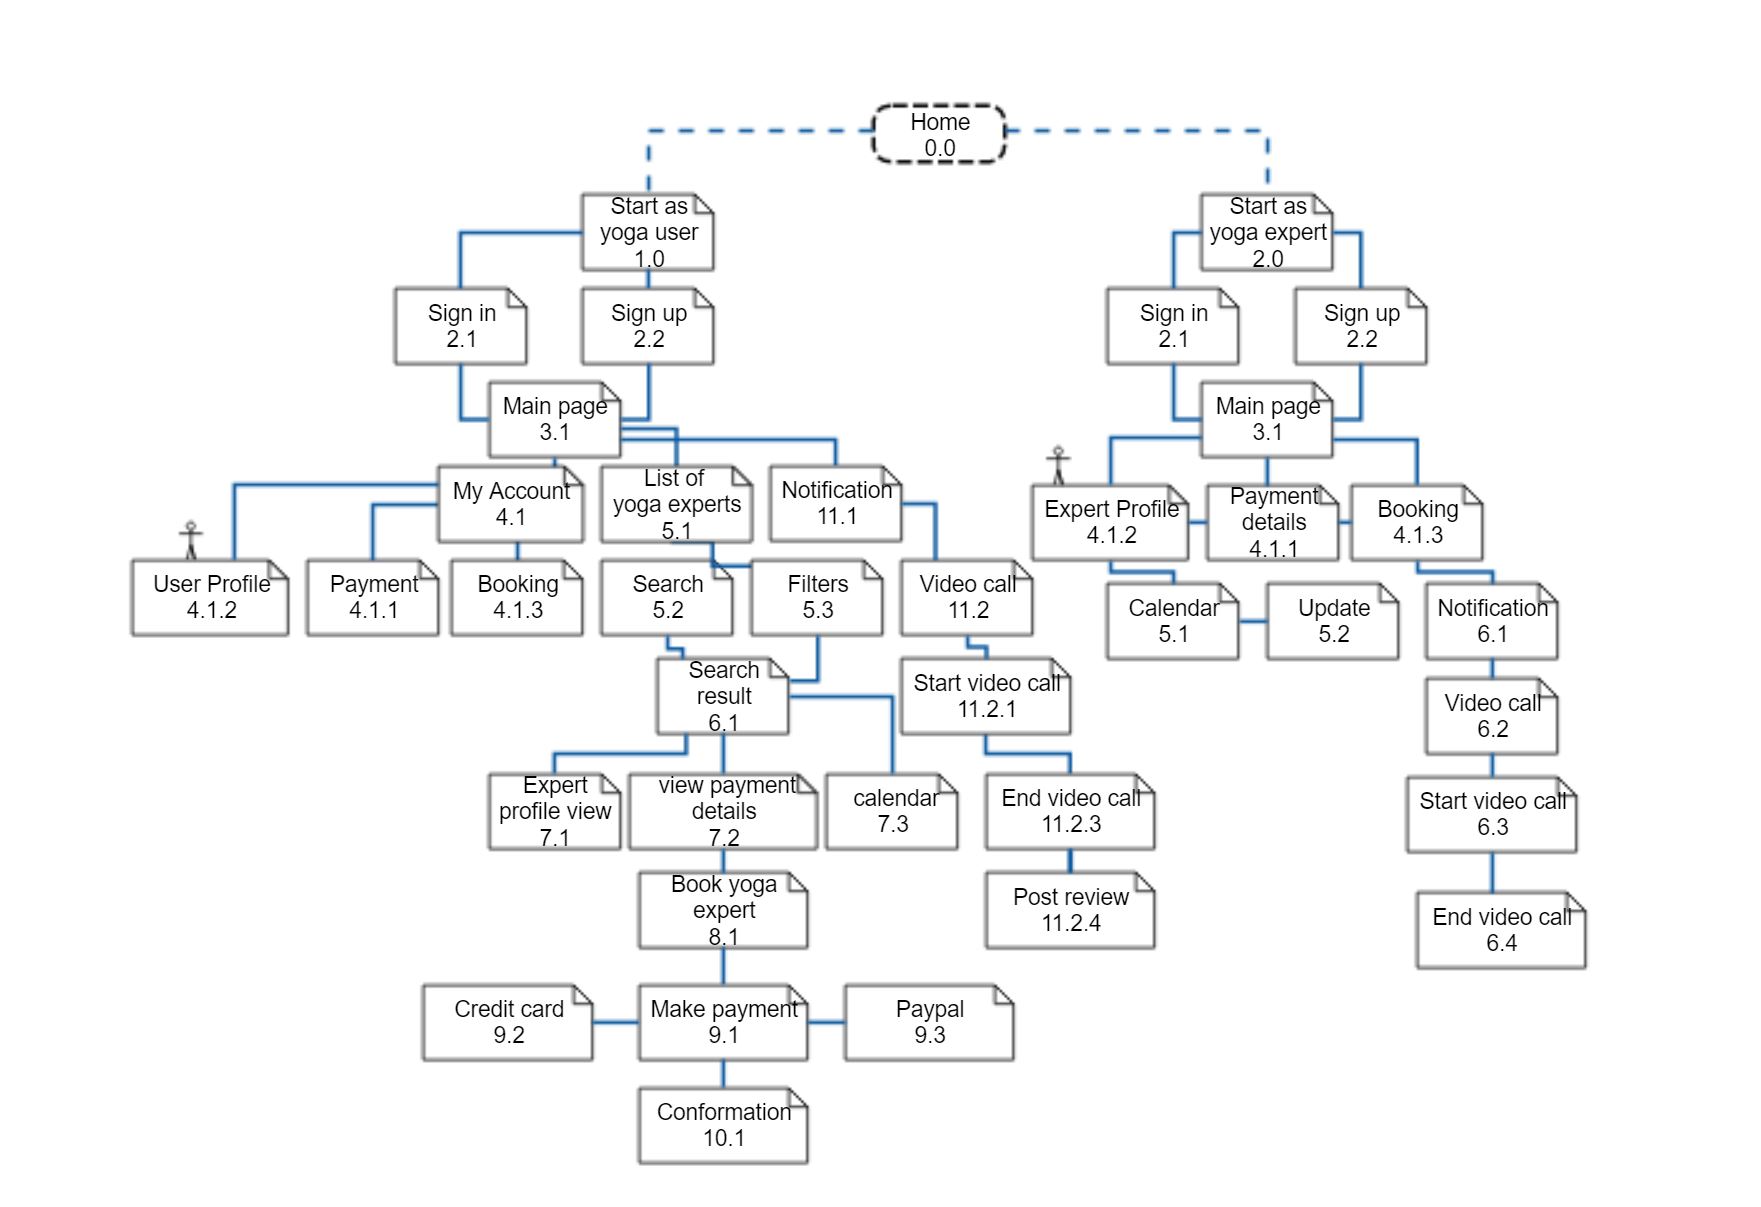 Home
0.0
Start as
yoga user
1.0
Start as
yoga expert
2.0
Sign in
2.1
Sign up
2.2
Sign in
2.1
Sign up
2.2
Main page
3.1
Main page
3.1
My Account
4.1
List of
yoga experts
5.1
Notification
11.1
Expert Profile
4.1.2
Payment
details
4.1.1
Booking
4.1.3
User Profile
4.1.2
Payment
4.1.1
Booking
4.1.3
Search
5.2
Filters
5.3
Video call
11.2
Calendar
5.1
Update
5.2
Notification
6.1
Search
result
6.1
Start video call
11.2.1
Video call
6.2
Expert
profile view
7.1
view payment
details
7.2
calendar
7.3
End video call
11.2.3
Start video call
6.3
Book yoga
expert
8.1
Post review
11.2.4
End video call
6.4
Credit card
9.2
Make payment
9.1
Paypal
9.3
Conformation
10.1